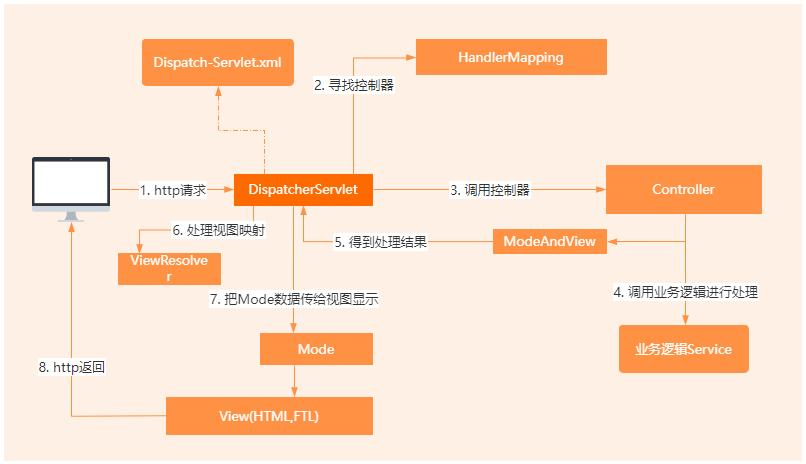 Dispatch-Servlet.xml
HandlerMapping
2. 寻找控制器
1. http请求
DispatcherServlet
3. 调用控制器
Controller
6. 处理视图映射
5. 得到处理结果
ModeAndView
ViewResolve
r
7. 把Mode数据传给视图显示
4. 调用业务逻辑进行处理
Mode
业务逻辑Service
8. http返回
View(HTML,FTL)